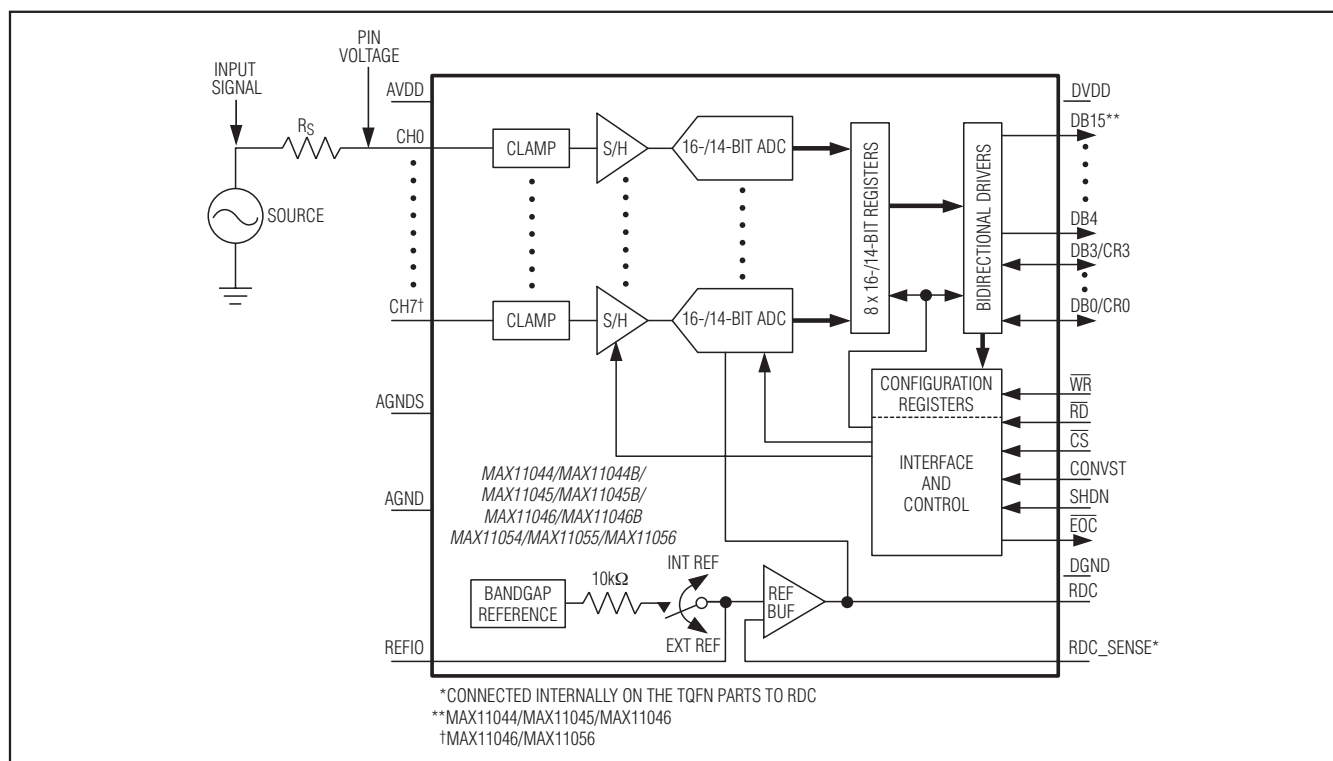 INPUT
SIGNAL
PIN
VOLTAGE
RS
SOURCE
AVDD
CH0
CH7†
AGNDS
AGND
REFIO
CLAMP
S/H
16-/14-BIT ADC
CLAMP
S/H
16-/14-BIT ADC
8 x 16-/14-BIT REGISTERS
BIDIRECTIONAL DRIVERS
CONFIGURATION
REGISTERS
INTERFACE
AND
CONTROL
MAX11044/MAX11044B/
MAX11045/MAX11045B/
MAX11046/MAX11046B
MAX11054/MAX11055/MAX11056
BANDGAP
REFERENCE
10kΩ
INT REF
EXT REF
REF
BUF
DVDD
DB15**
DB4
DB3/CR3
DB0/CR0
WR
RD
CS
CONVST
SHDN
EOC
DGND
RDC
RDC_SENSE*
*CONNECTED INTERNALLY ON THE TQFN PARTS TO RDC
**MAX11044/MAX11045/MAX11046
†MAX11046/MAX11056